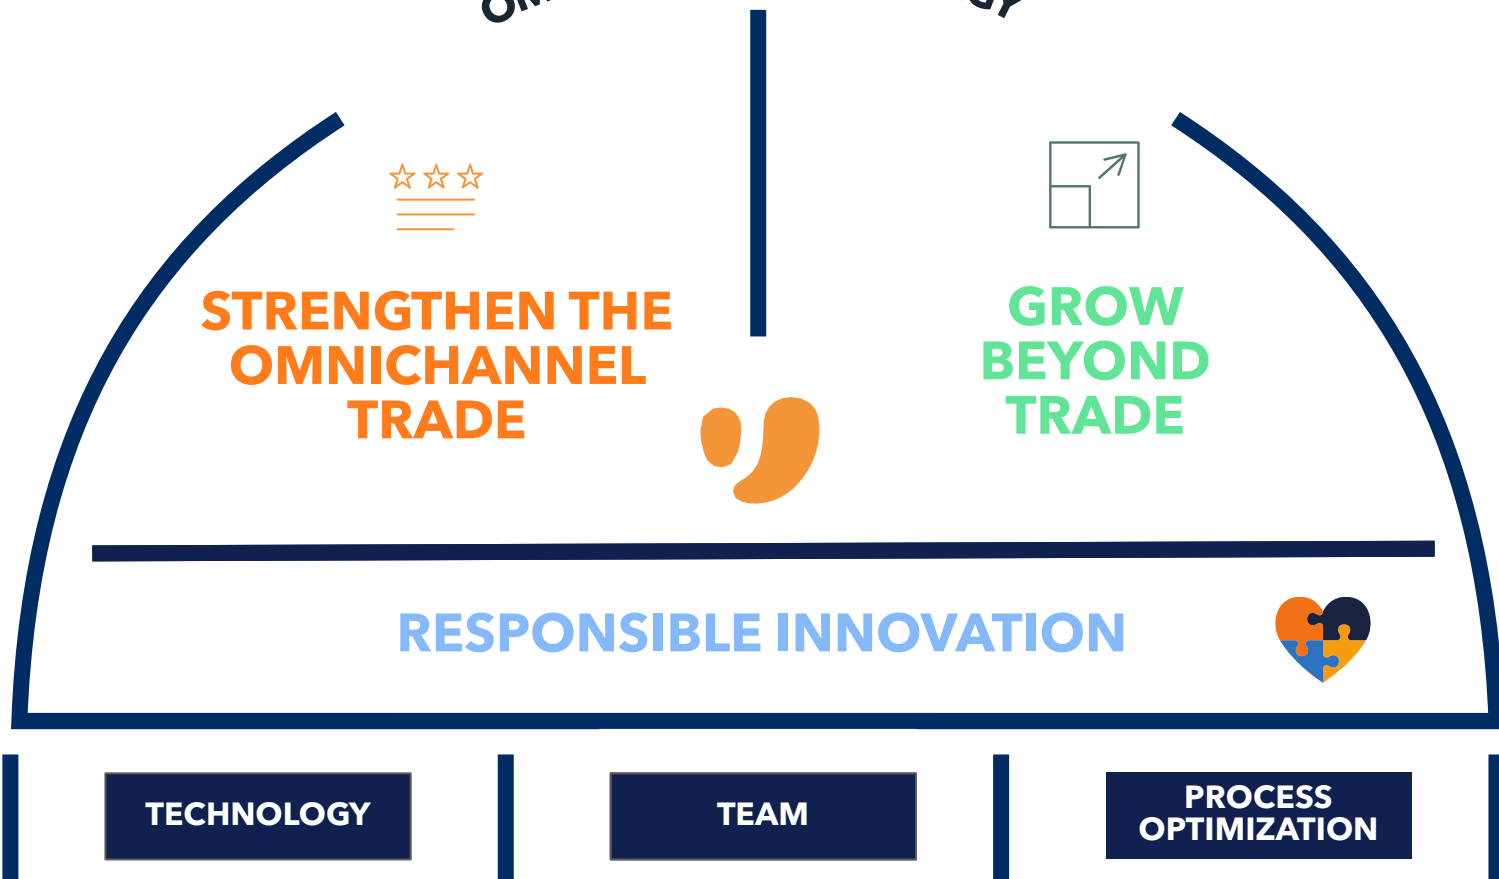 STRENGTHEN THE
OMNICHANNEL
TRADE
GROW
BEYOND
TRADE
RESPONSIBLE INNOVATION
TECHNOLOGY
TEAM
PROCESS
OPTIMIZATION